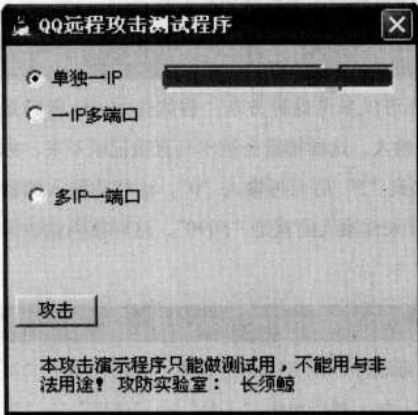 QQ远程攻击测试程序
单独一IP
一IP多端口
多IP一端口
攻击
本攻击演示程序只能做测试用，不能用与非
法用途！攻防实验室： 长须鲸